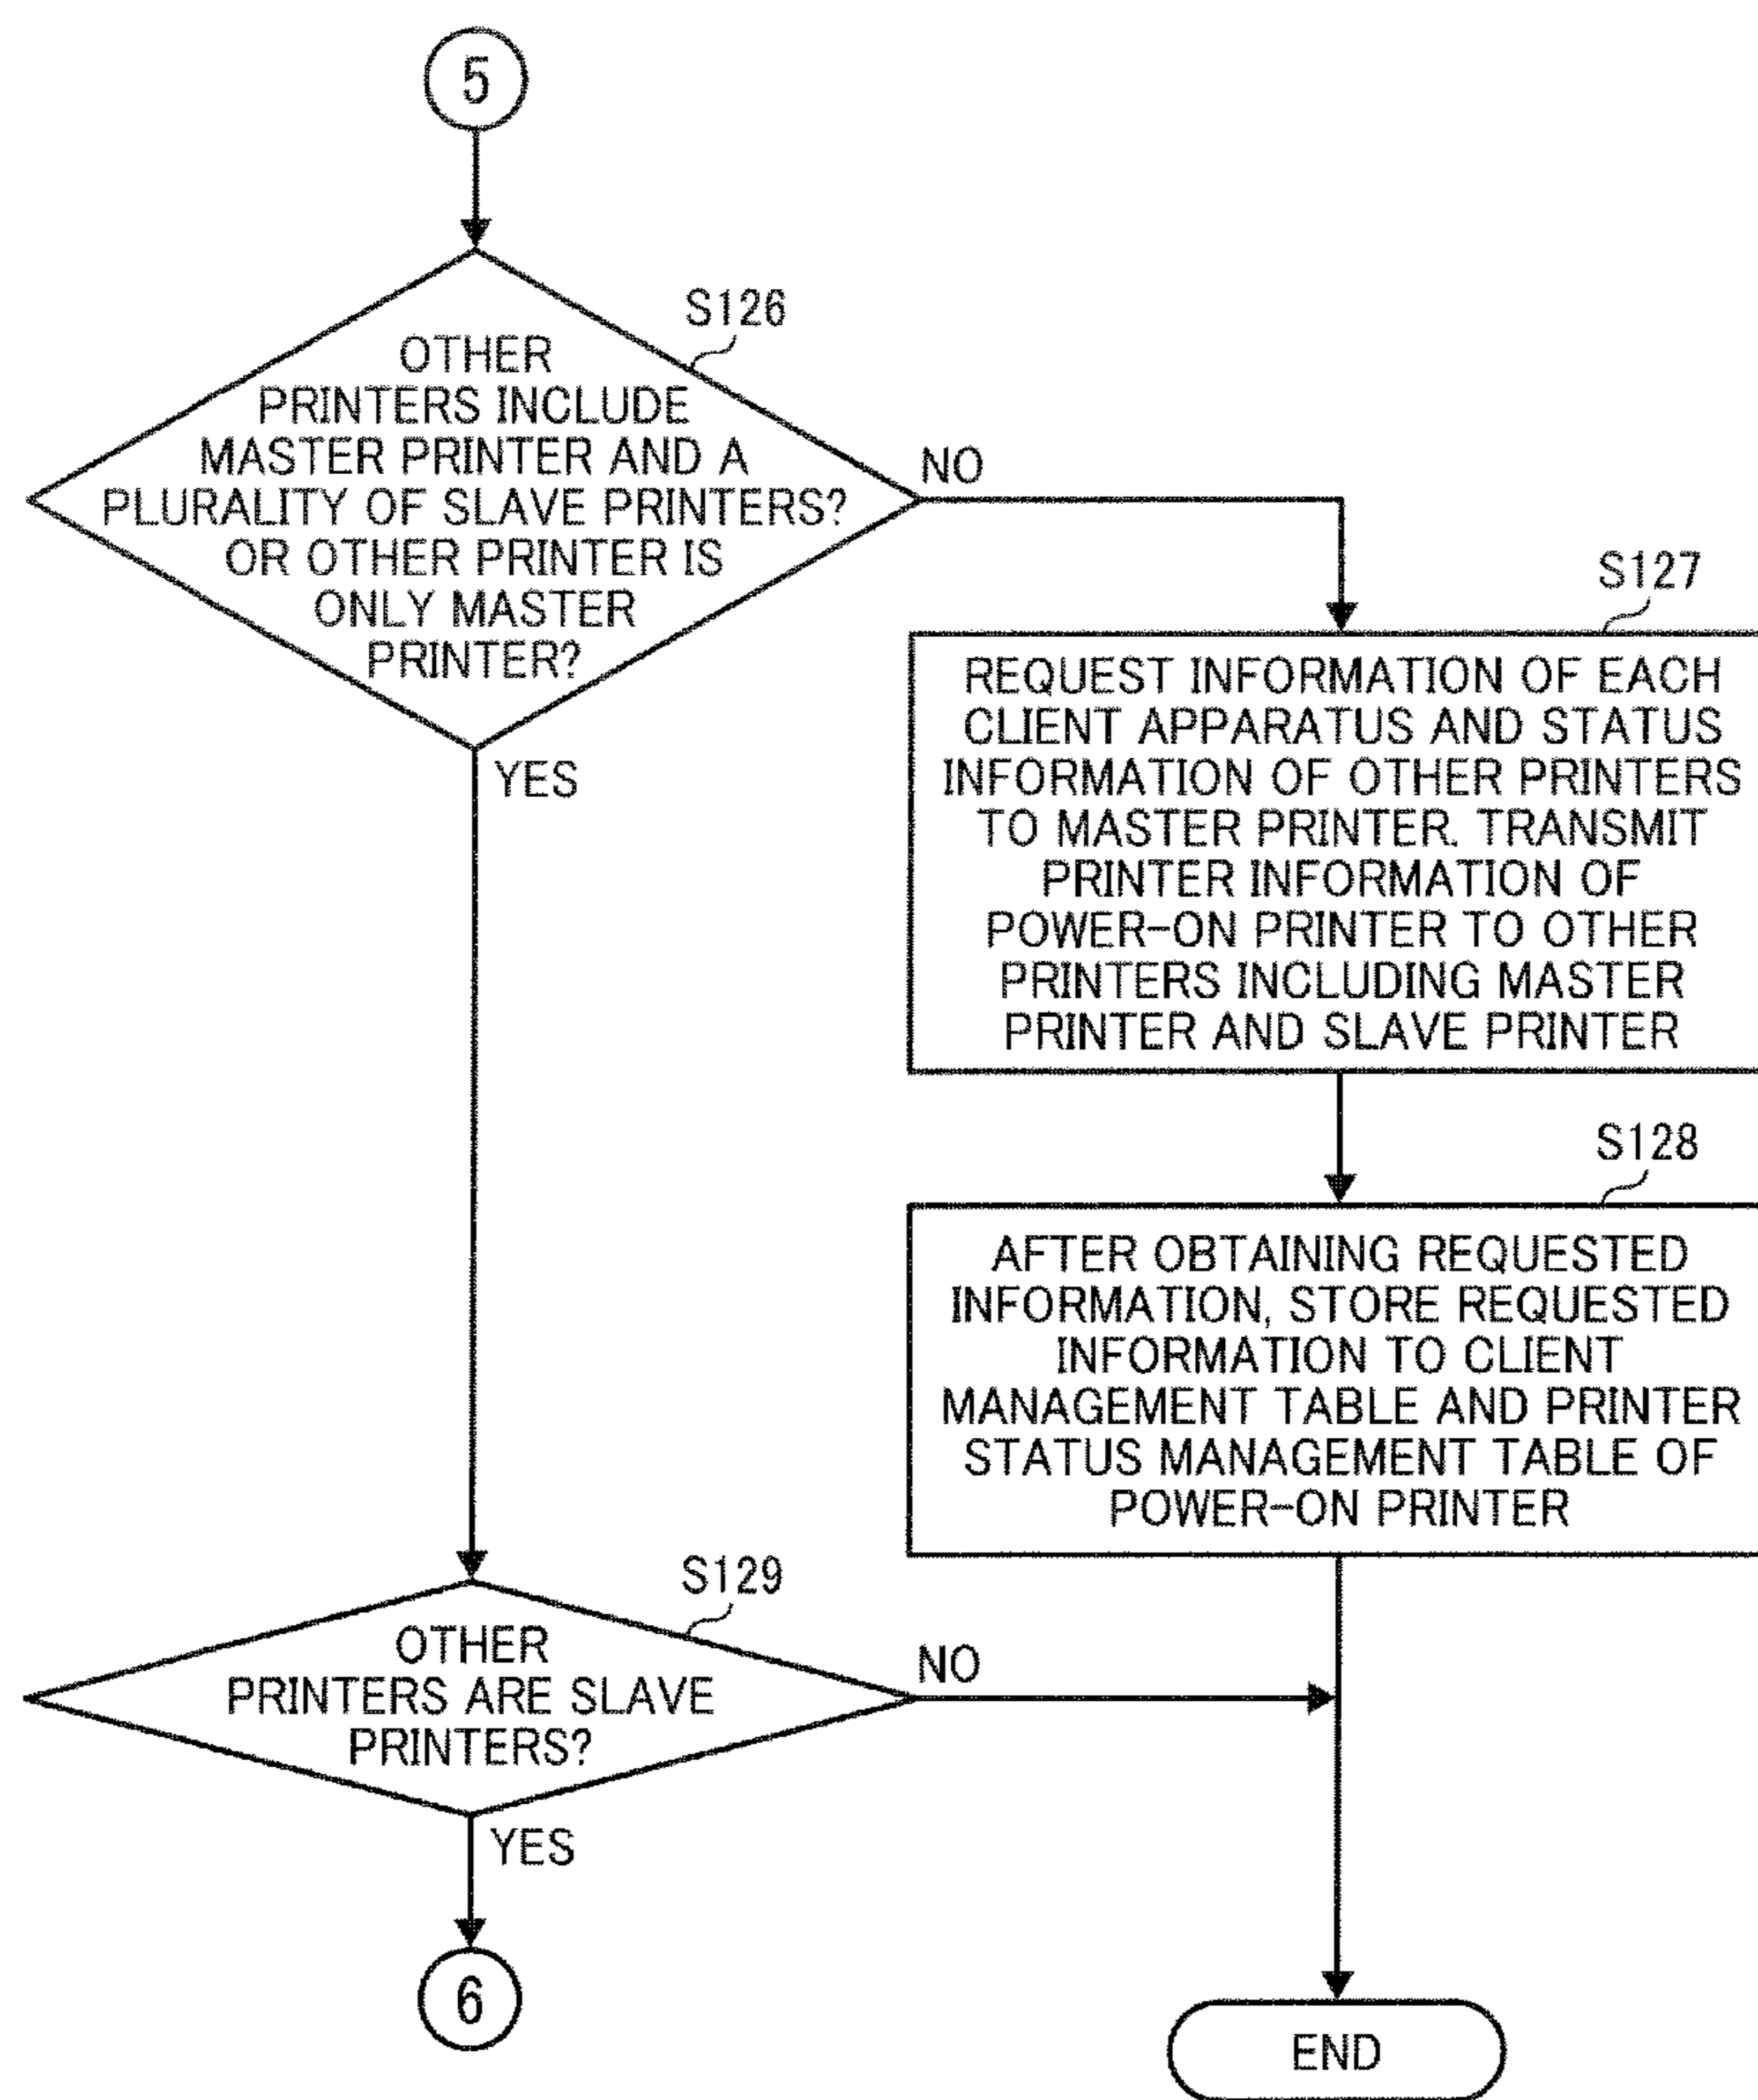 5
S126
OTHER
PRINTERS INCLUDE
MASTER PRINTER AND A
PLURALITY OF SLAVE PRINTERS?
OR OTHER PRINTER IS
ONLY MASTER
PRINTER?
NO
YES
S127
REQUEST INFORMATION OF EACH
CLIENT APPARATUS AND STATUS
INFORMATION OF OTHER PRINTERS
TO MASTER PRINTER. TRANSMIT
PRINTER INFORMATION OF
POWER-ON PRINTER TO OTHER
PRINTERS INCLUDING MASTER
PRINTER AND SLAVE PRINTER
S128
AFTER OBTAINING REQUESTED
INFORMATION, STORE REQUESTED
INFORMATION TO CLIENT
MANAGEMENT TABLE AND PRINTER
STATUS MANAGEMENT TABLE OF
POWER-ON PRINTER
S129
OTHER
PRINTERS ARE SLAVE
PRINTERS?
NO
YES
6
END